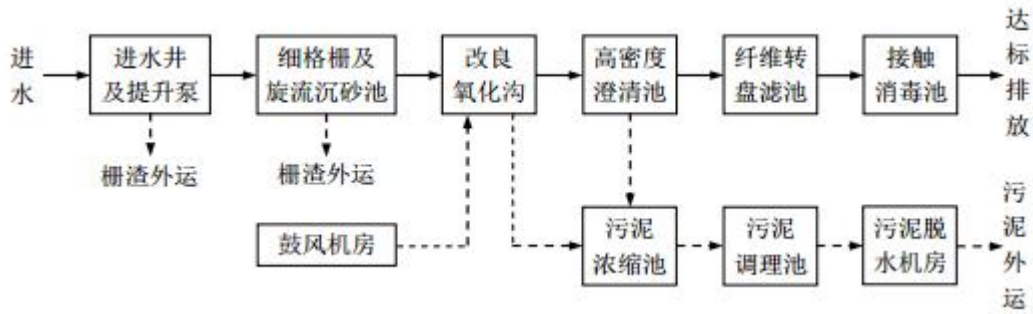 进水
进水井
及提升泵
细格栅及
旋流沉砂池
改良
氧化沟
高密度
澄清池
纤维转
盘滤池
接触
消毒池
达标排放
栅渣外运
栅渣外运
鼓风机房
污泥
浓缩池
污泥
调理池
污泥脱
水机房
污泥外运